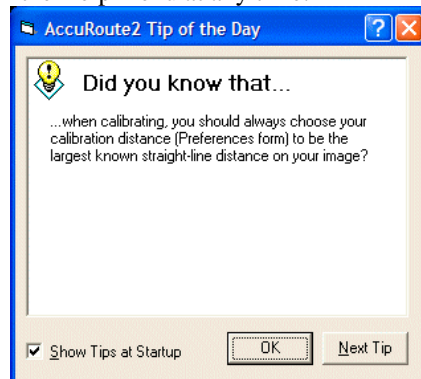 AccuRoute2 Tip of the Day
Did you know that...
...when calibrating, you should always choose your
calibration distance (Preferences form) to be the
largest known straight-line distance on your image?
Show Tips at Startup
OK
Next Tip